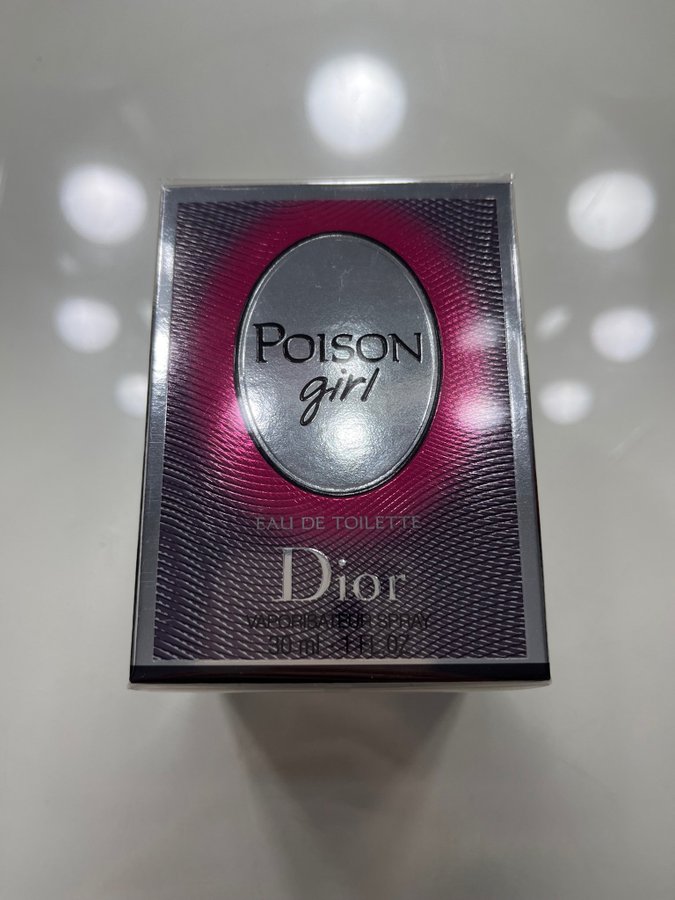 POISON
girl
EAU DE TOILETTE
Dior
VAPORISATEUR SPRAY
30 ml - 1 FL. OZ